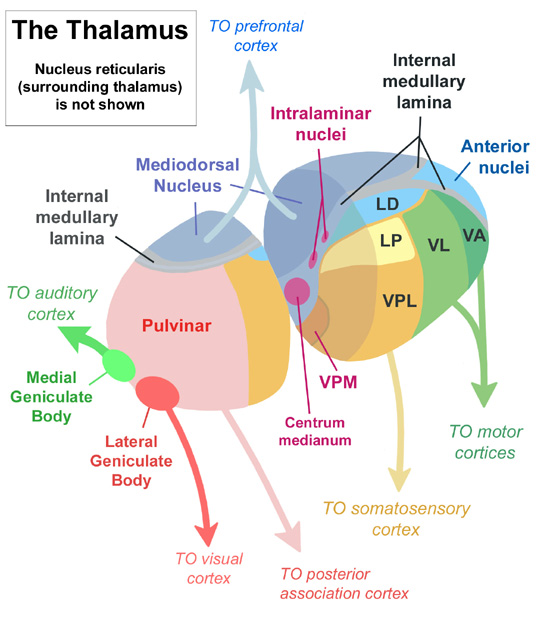 The Thalamus
Nucleus reticularis
(surrounding thalamus)
is not shown
TO prefrontal
cortex
Internal
medullary
lamina
Intralaminar
nuclei
Anterior
nuclei
Mediodorsal
Nucleus
Internal
medullary
lamina
LD
LP
VL
VA
VPL
TO auditory
cortex
Pulvinar
VPM
Medial
Geniculate
Body
Lateral
Geniculate
Body
Centrum
medianum
TO motor
cortices
TO somatosensory
cortex
TO visual
cortex
TO posterior
association cortex